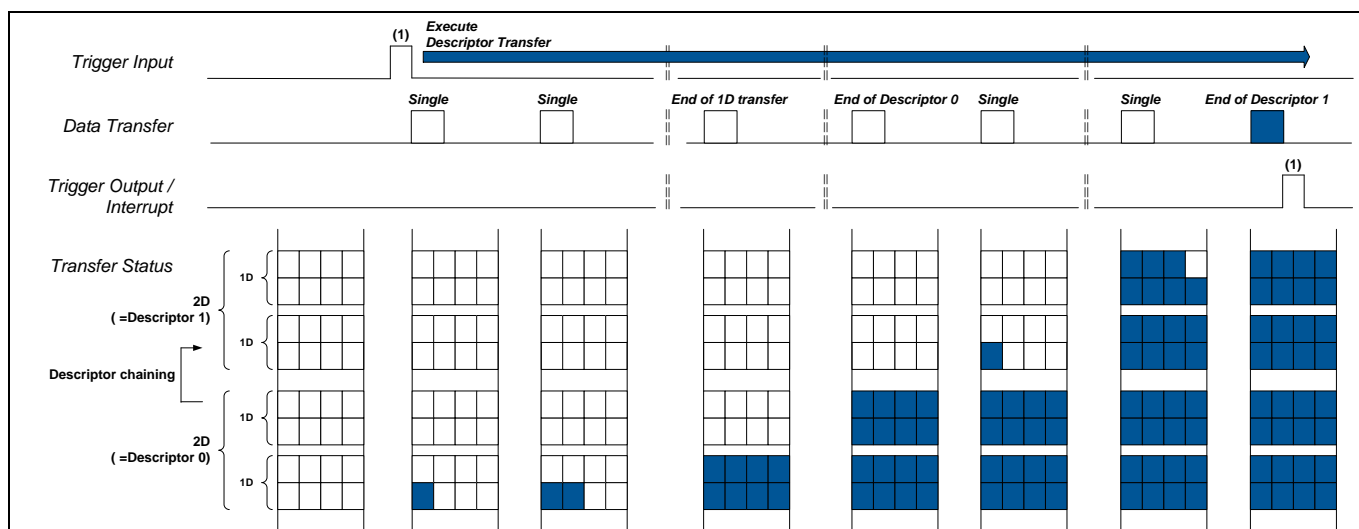 (1)
Execute
Descriptor Transfer
Trigger Input
Single
Single
End of 1D transfer
End of Descriptor 0
Single
Single
End of Descriptor 1
Data Transfer
(1)
Trigger Output /
Interrupt
Transfer Status
1D
2D
( =Descriptor 1)
1D
Descriptor chaining
1D
2D
( =Descriptor 0)
1D